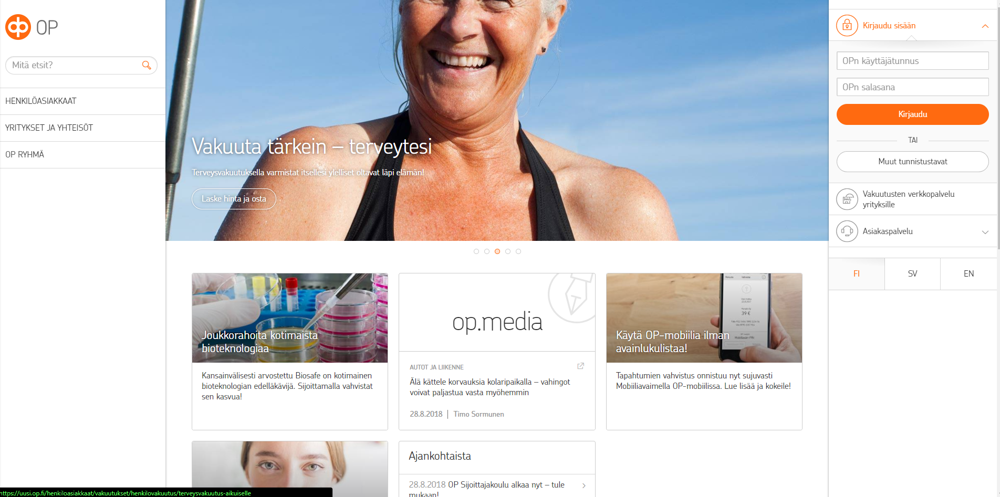 OP
Mitä etsit?
HENKILÖASIAKKAAT
YRITYKSET JA YHTEISÖT
OP RYHMÄ
Vakuuta tärkein – terveytesi
Terveysvakuutuksella varmistat itsellesi ylelliset oltavat läpi elämän!
Laske hinta ja osta
Joukkorahoita kotimaista
bioteknologiaa
Kansainvälisesti arvostettu Biosafe on kotimainen
bioteknologian edelläkävijä. Sijoittamalla vahvistat
sen kasvua!
op.media
AUTOT JA LIIKENNE
Älä kättele korvauksia kolaripaikalla – vahingot
voivat paljastua vasta myöhemmin
28.8.2018 | Timo Sormunen
39 €
Käytä OP-mobiilia ilman
avainlukulistaa!
Tapahtumien vahvistus onnistuu nyt sujuvasti
Mobiiliavaimella OP-mobiilissa. Lue lisää ja kokeile!
Ajankohtaista
28.8.2018 OP Sijoittajakoulu alkaa nyt – tule
mukaan!
Kirjaudu sisään
OPn käyttäjätunnus
OPn salasana
Kirjaudu
TAI
Muut tunnistustavat
Vakuutusten verkkopalvelu
yrityksille
Asiakaspalvelu
FI
SV
EN
https://uusi.op.fi/henkiloasiakkaat/vakuutukset/henkilovakuutus/terveysvakuutus-aikuiselle